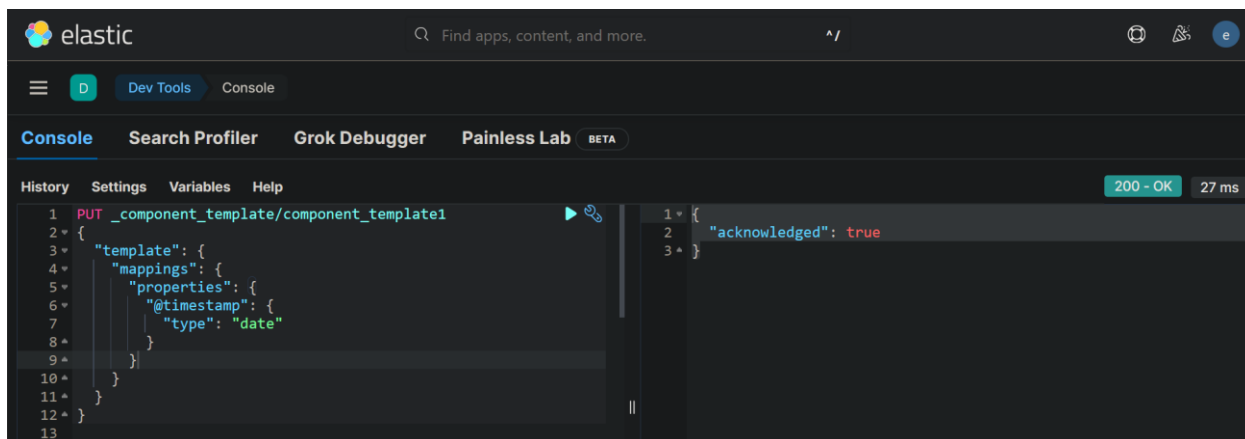 elastic
Find apps, content, and more.
^/
e
D
Dev Tools
Console
Console
Search Profiler
Grok Debugger
Painless Lab
BETA
History Settings Variables Help
200 - OK
27 ms
1 PUT _component_template/component_template1
2 {
3 "template": {
4 "mappings": {
5 "properties": {
6 "@timestamp": {
7 "type": "date"
8 }
9 }
10 }
11 }
12 }
13
1 {
2 "acknowledged": true
3 }